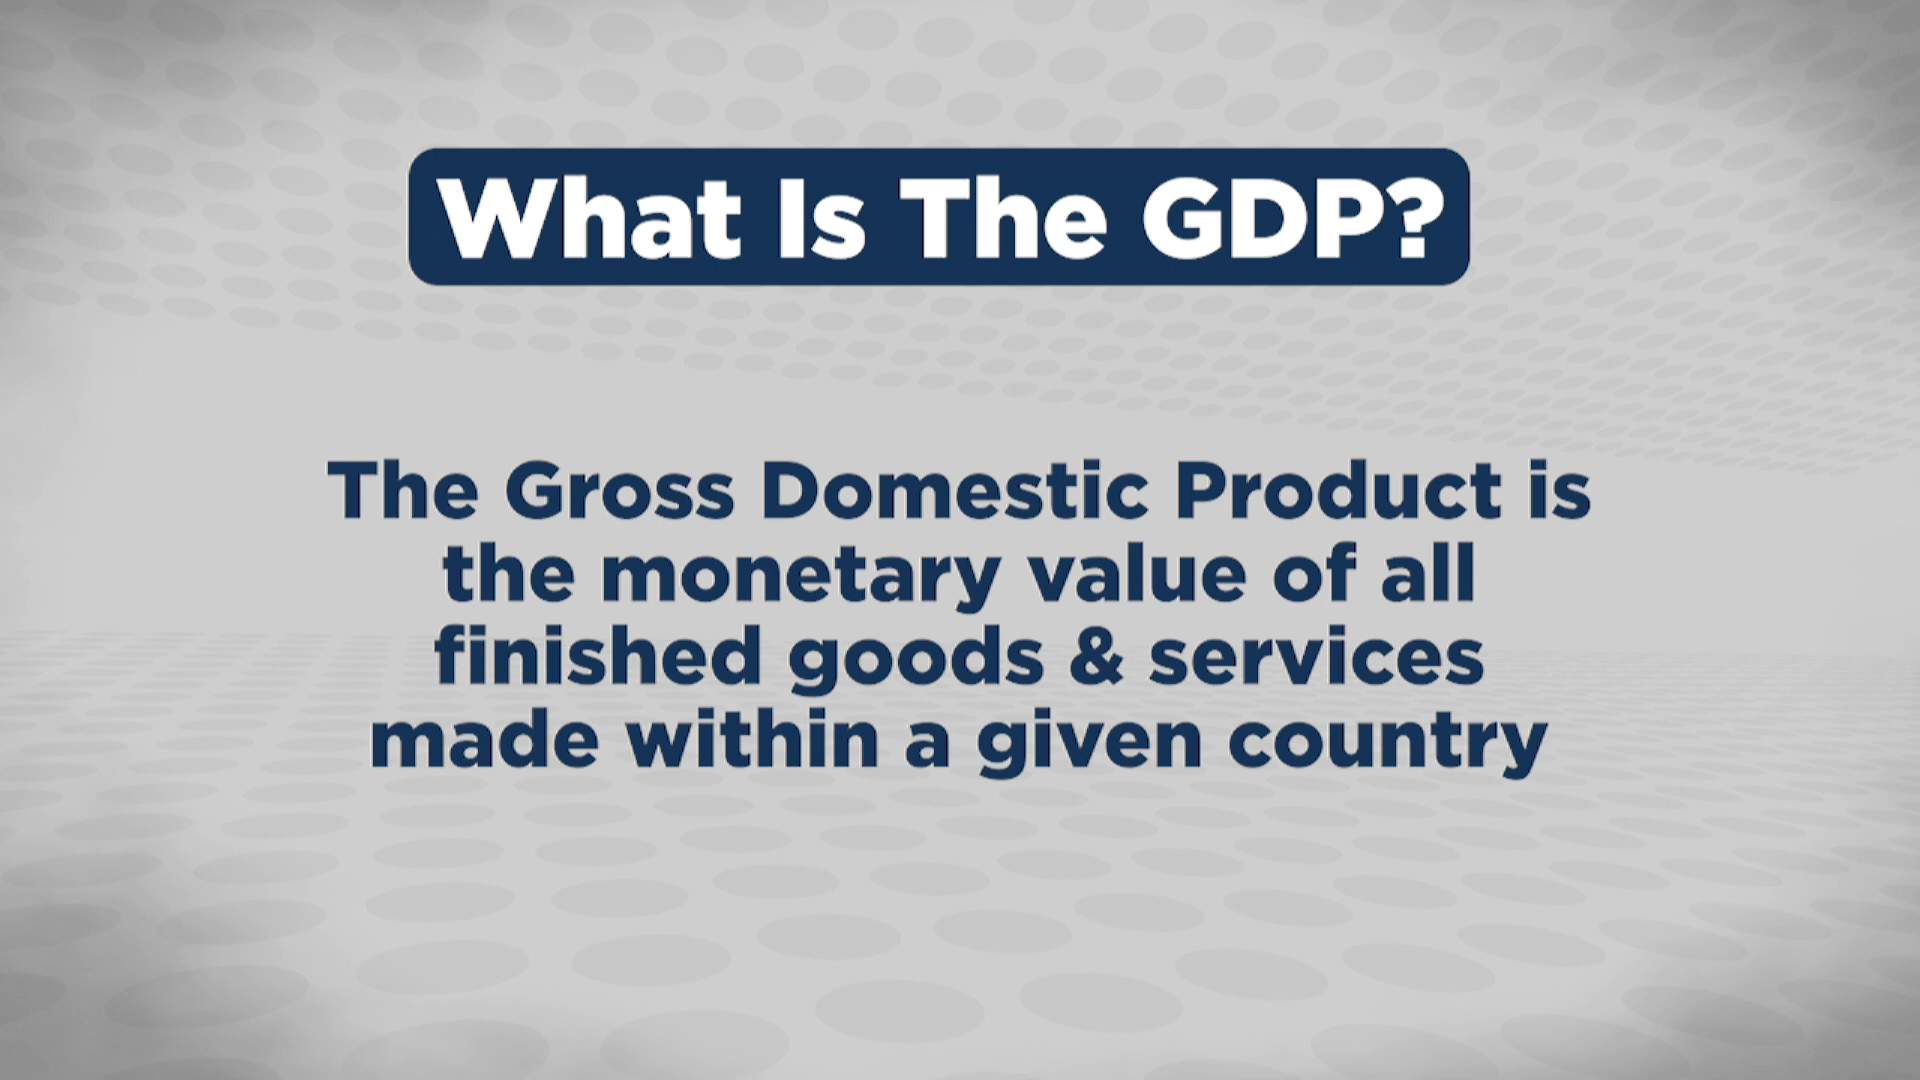 What Is The GDP?
The Gross Domestic Product is
the monetary value of all
finished goods & services
made within a given country